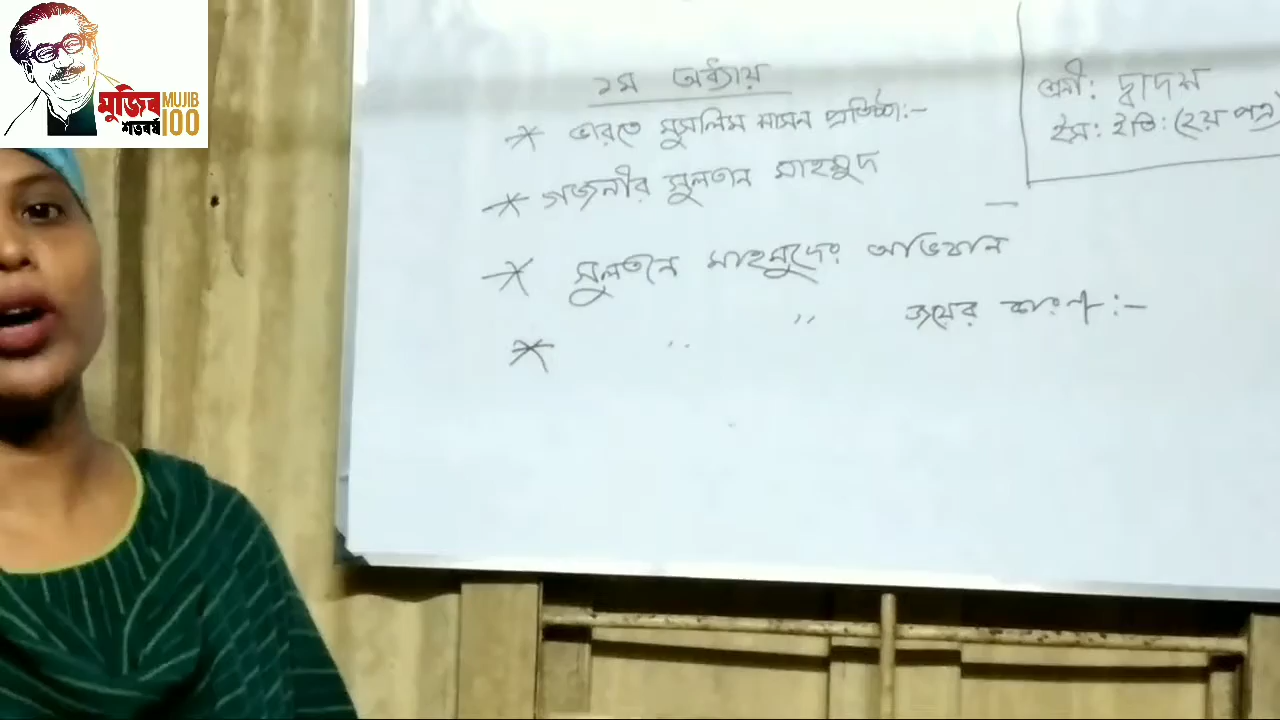 মুজিব MUJIB
শতবর্ষ 100
১ম অধ্যায়
* ভারতে মুসলিম শাসন প্রতিষ্ঠা:-
* গজনীর সুলতান মাহমুদ
* সুলতানে মাহমুদের অভিযান
" জয়ের কারণ:-
*
শ্রেণী: দ্বাদশ
ইস: ইতি: (২য় পত্র)